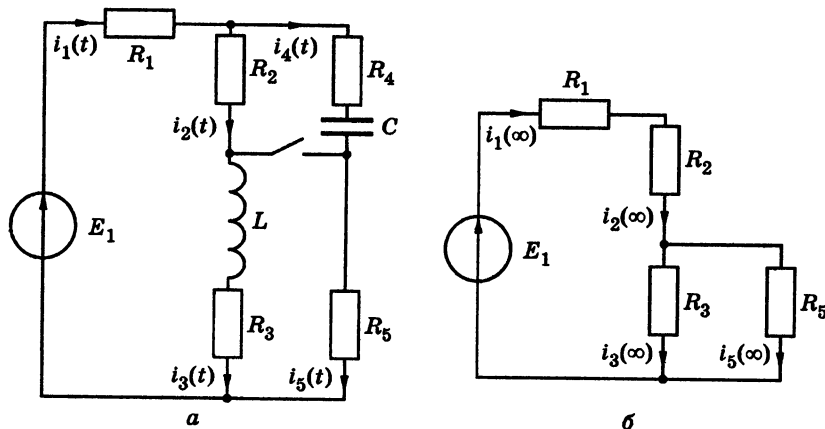 i₁(t)
R₁
i₄(t)
R₂
R₄
i₂(t)
C
L
E₁
R₃
R₅
i₃(t)
i₅(t)
а
R₁
i₁(∞)
R₂
i₂(∞)
E₁
R₃
R₅
i₃(∞)
i₅(∞)
б